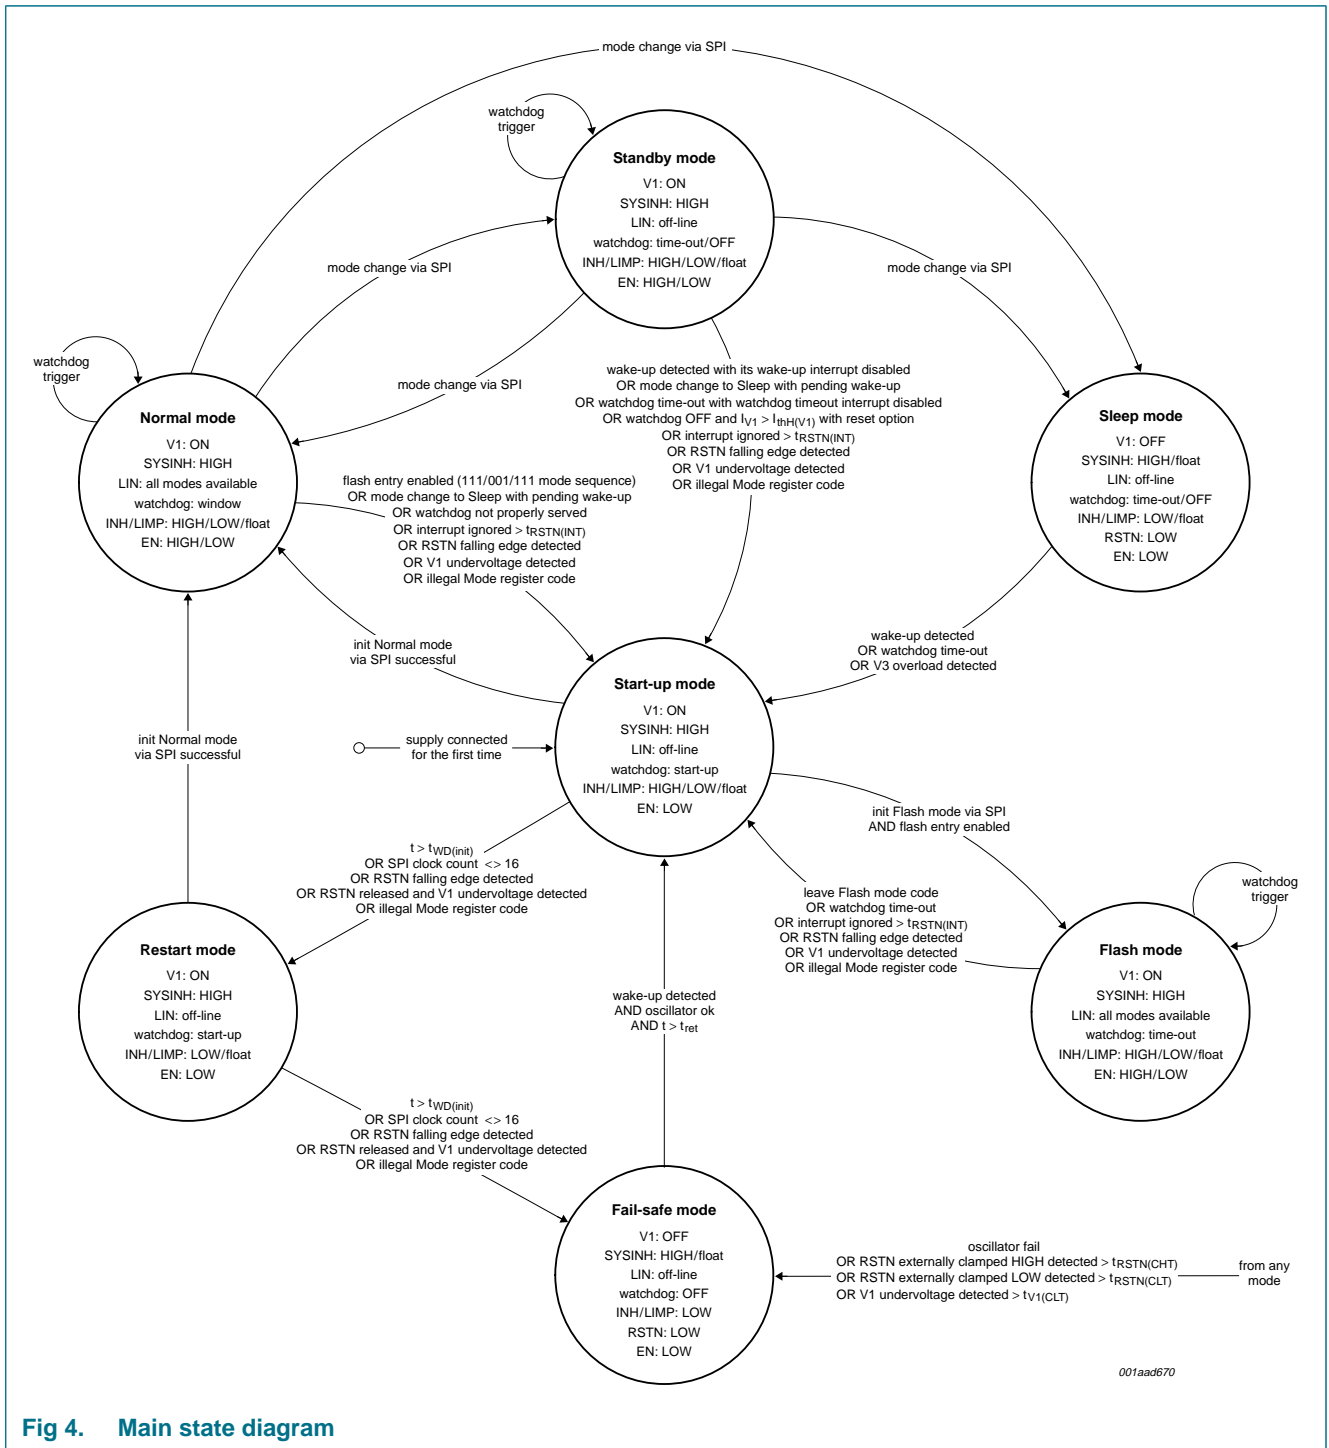 mode change via SPI
watchdog
trigger
Standby mode
V1: ON
SYSINH: HIGH
LIN: off-line
watchdog: time-out/OFF
INH/LIMP: HIGH/LOW/float
EN: HIGH/LOW
mode change via SPI
mode change via SPI
mode change via SPI
watchdog
trigger
Normal mode
V1: ON
SYSINH: HIGH
LIN: all modes available
watchdog: window
INH/LIMP: HIGH/LOW/float
EN: HIGH/LOW
wake-up detected with its wake-up interrupt disabled
OR mode change to Sleep with pending wake-up
OR watchdog time-out with watchdog timeout interrupt disabled
OR watchdog OFF and IV1 > IthH(V1) with reset option
OR interrupt ignored > tRSTN(INT)
OR RSTN falling edge detected
OR V1 undervoltage detected
OR illegal Mode register code
Sleep mode
V1: OFF
SYSINH: HIGH/float
LIN: off-line
watchdog: time-out/OFF
INH/LIMP: LOW/float
RSTN: LOW
EN: LOW
flash entry enabled (111/001/111 mode sequence)
OR mode change to Sleep with pending wake-up
OR watchdog not properly served
OR interrupt ignored > tRSTN(INT)
OR RSTN falling edge detected
OR V1 undervoltage detected
OR illegal Mode register code
init Normal mode
via SPI successful
wake-up detected
OR watchdog time-out
OR V3 overload detected
Start-up mode
V1: ON
SYSINH: HIGH
LIN: off-line
watchdog: start-up
INH/LIMP: HIGH/LOW/float
EN: LOW
supply connected
for the first time
init Normal mode
via SPI successful
init Flash mode via SPI
AND flash entry enabled
t > tWD(init)
OR SPI clock count <> 16
OR RSTN falling edge detected
OR RSTN released and V1 undervoltage detected
OR illegal Mode register code
leave Flash mode code
OR watchdog time-out
OR interrupt ignored > tRSTN(INT)
OR RSTN falling edge detected
OR V1 undervoltage detected
OR illegal Mode register code
watchdog
trigger
Restart mode
V1: ON
SYSINH: HIGH
LIN: off-line
watchdog: start-up
INH/LIMP: LOW/float
EN: LOW
Flash mode
V1: ON
SYSINH: HIGH
LIN: all modes available
watchdog: time-out
INH/LIMP: HIGH/LOW/float
EN: HIGH/LOW
wake-up detected
AND oscillator ok
AND t > tret
t > tWD(init)
OR SPI clock count <> 16
OR RSTN falling edge detected
OR RSTN released and V1 undervoltage detected
OR illegal Mode register code
Fail-safe mode
V1: OFF
SYSINH: HIGH/float
LIN: off-line
watchdog: OFF
INH/LIMP: LOW
RSTN: LOW
EN: LOW
oscillator fail
OR RSTN externally clamped HIGH detected > tRSTN(CHT)
OR RSTN externally clamped LOW detected > tRSTN(CLT)
OR V1 undervoltage detected > tV1(CLT)
from any
mode
001aad670
Fig 4. Main state diagram